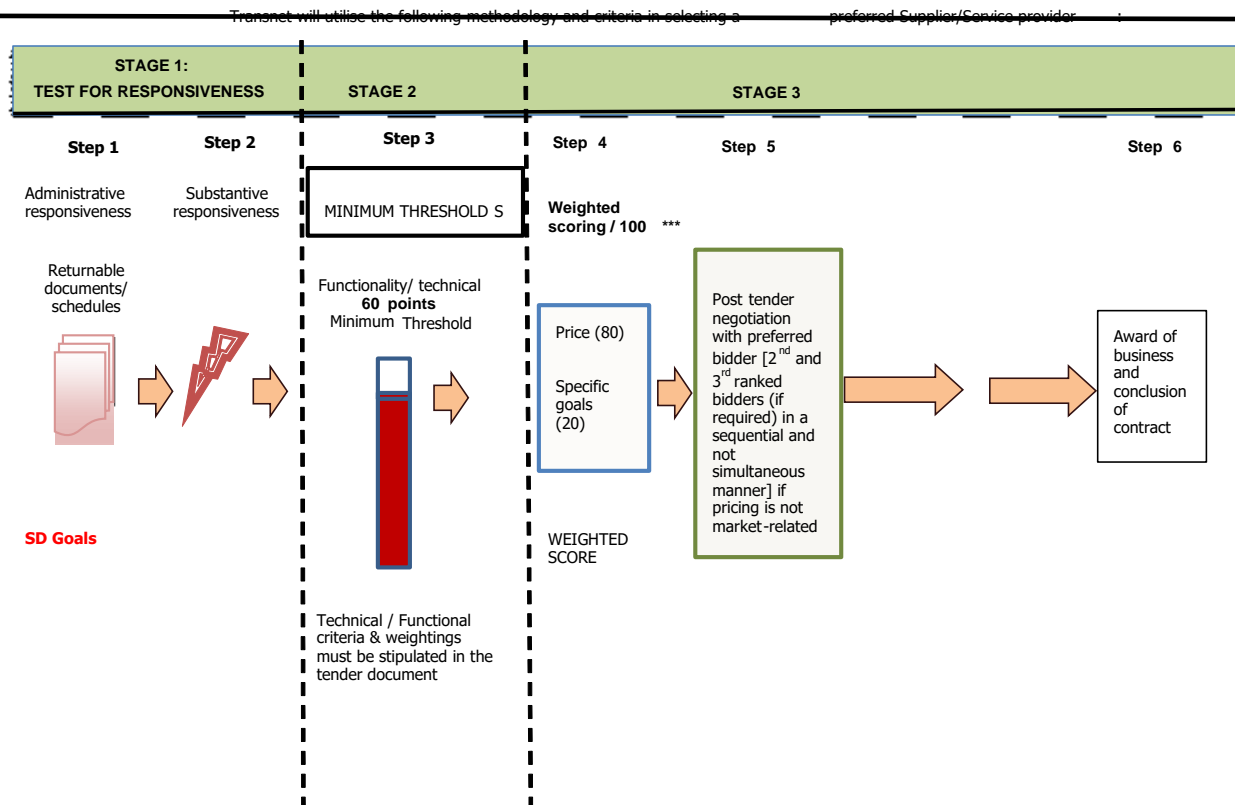 Transnet will utilise the following methodology and criteria in selecting a preferred Supplier/Service provider :
STAGE 1:
TEST FOR RESPONSIVENESS
STAGE 2
STAGE 3
Step 1
Step 2
Step 3
Step 4
Step 5
Step 6
Administrative
responsiveness
Substantive
responsiveness
MINIMUM THRESHOLD S
Weighted
scoring / 100 ***
Returnable
documents/
schedules
Functionality/ technical
60 points
Minimum Threshold
Price (80)
Specific
goals
(20)
Post tender
negotiation
with preferred
bidder [2nd and
3rd ranked
bidders (if
required) in a
sequential and
not
simultaneous
manner] if
pricing is not
market-related
Award of
business
and
conclusion
of
contract
SD Goals
WEIGHTED
SCORE
Technical / Functional
criteria & weightings
must be stipulated in the
tender document